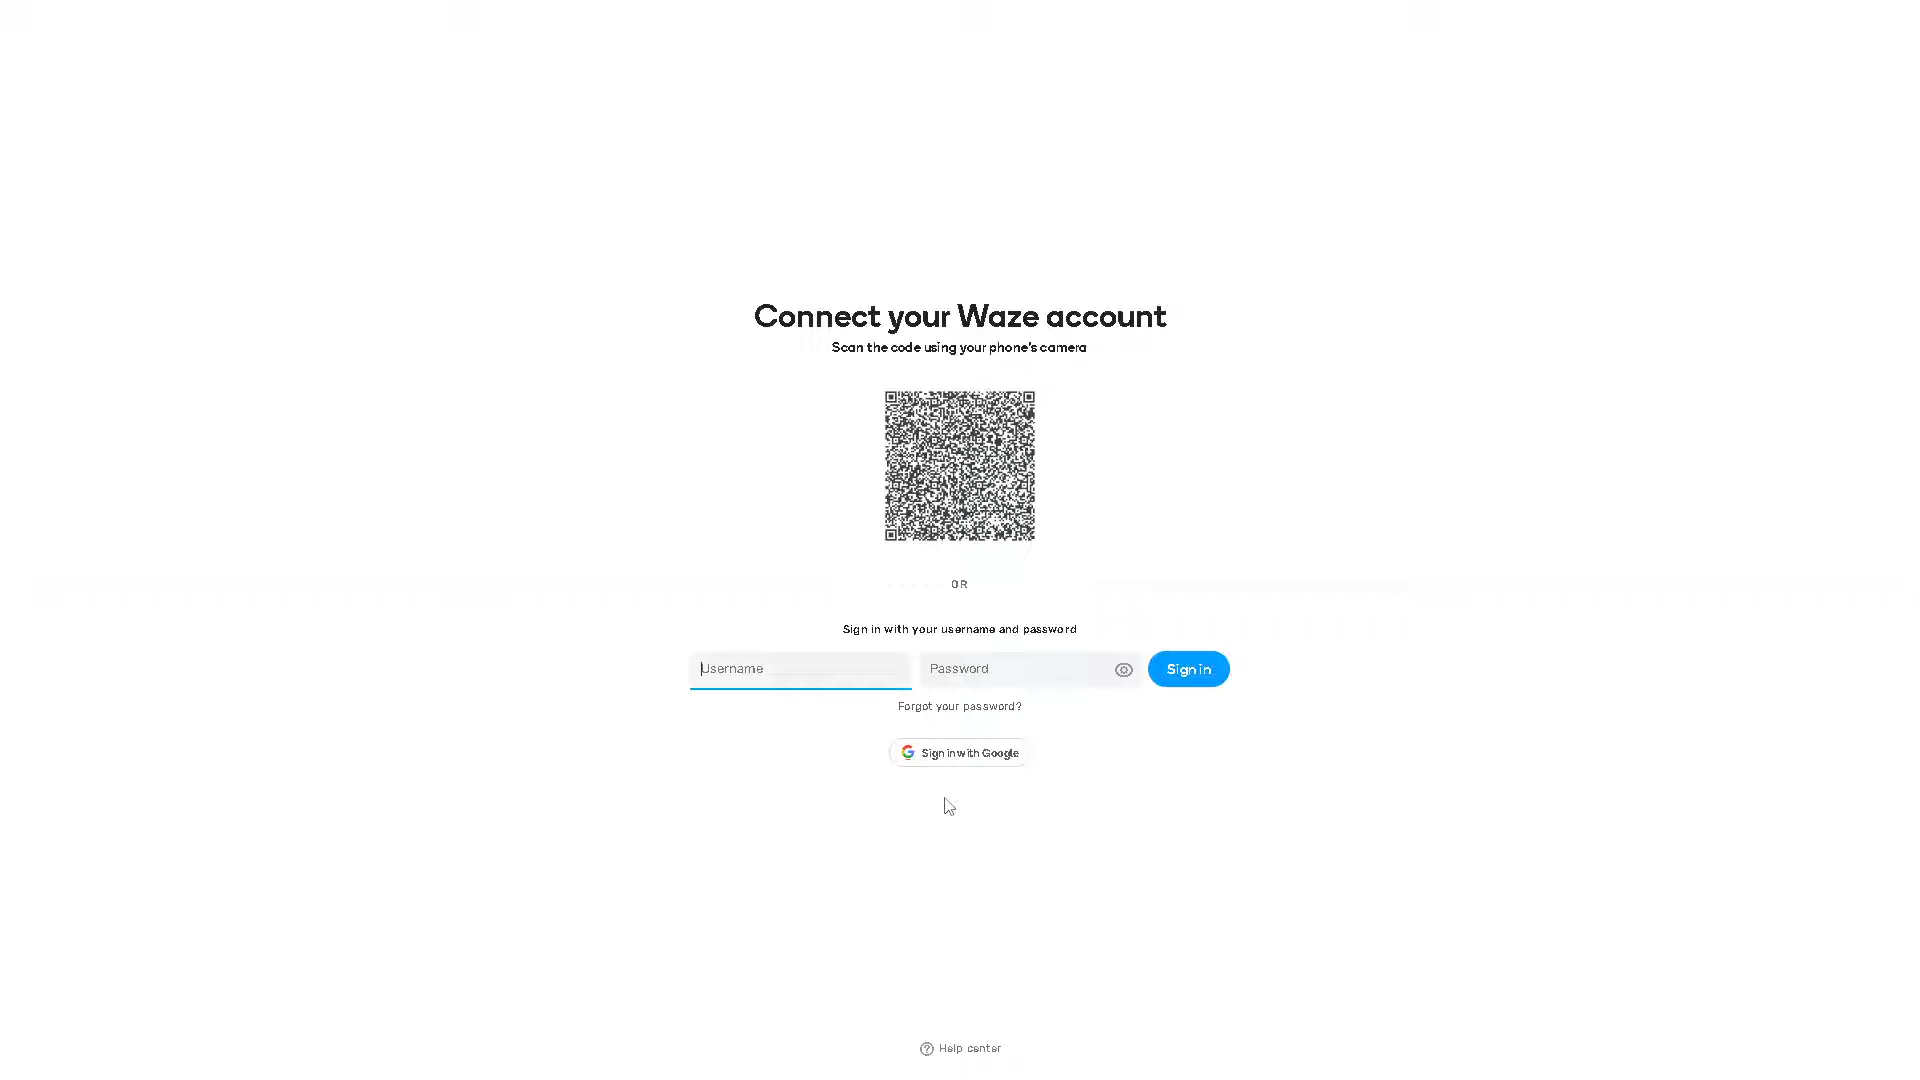 Connect your Waze account
Scan the code using your phone's camera
OR
Sign in with your username and password
Username
Password
Sign in
Forgot your password?
Sign in with Google
Help center